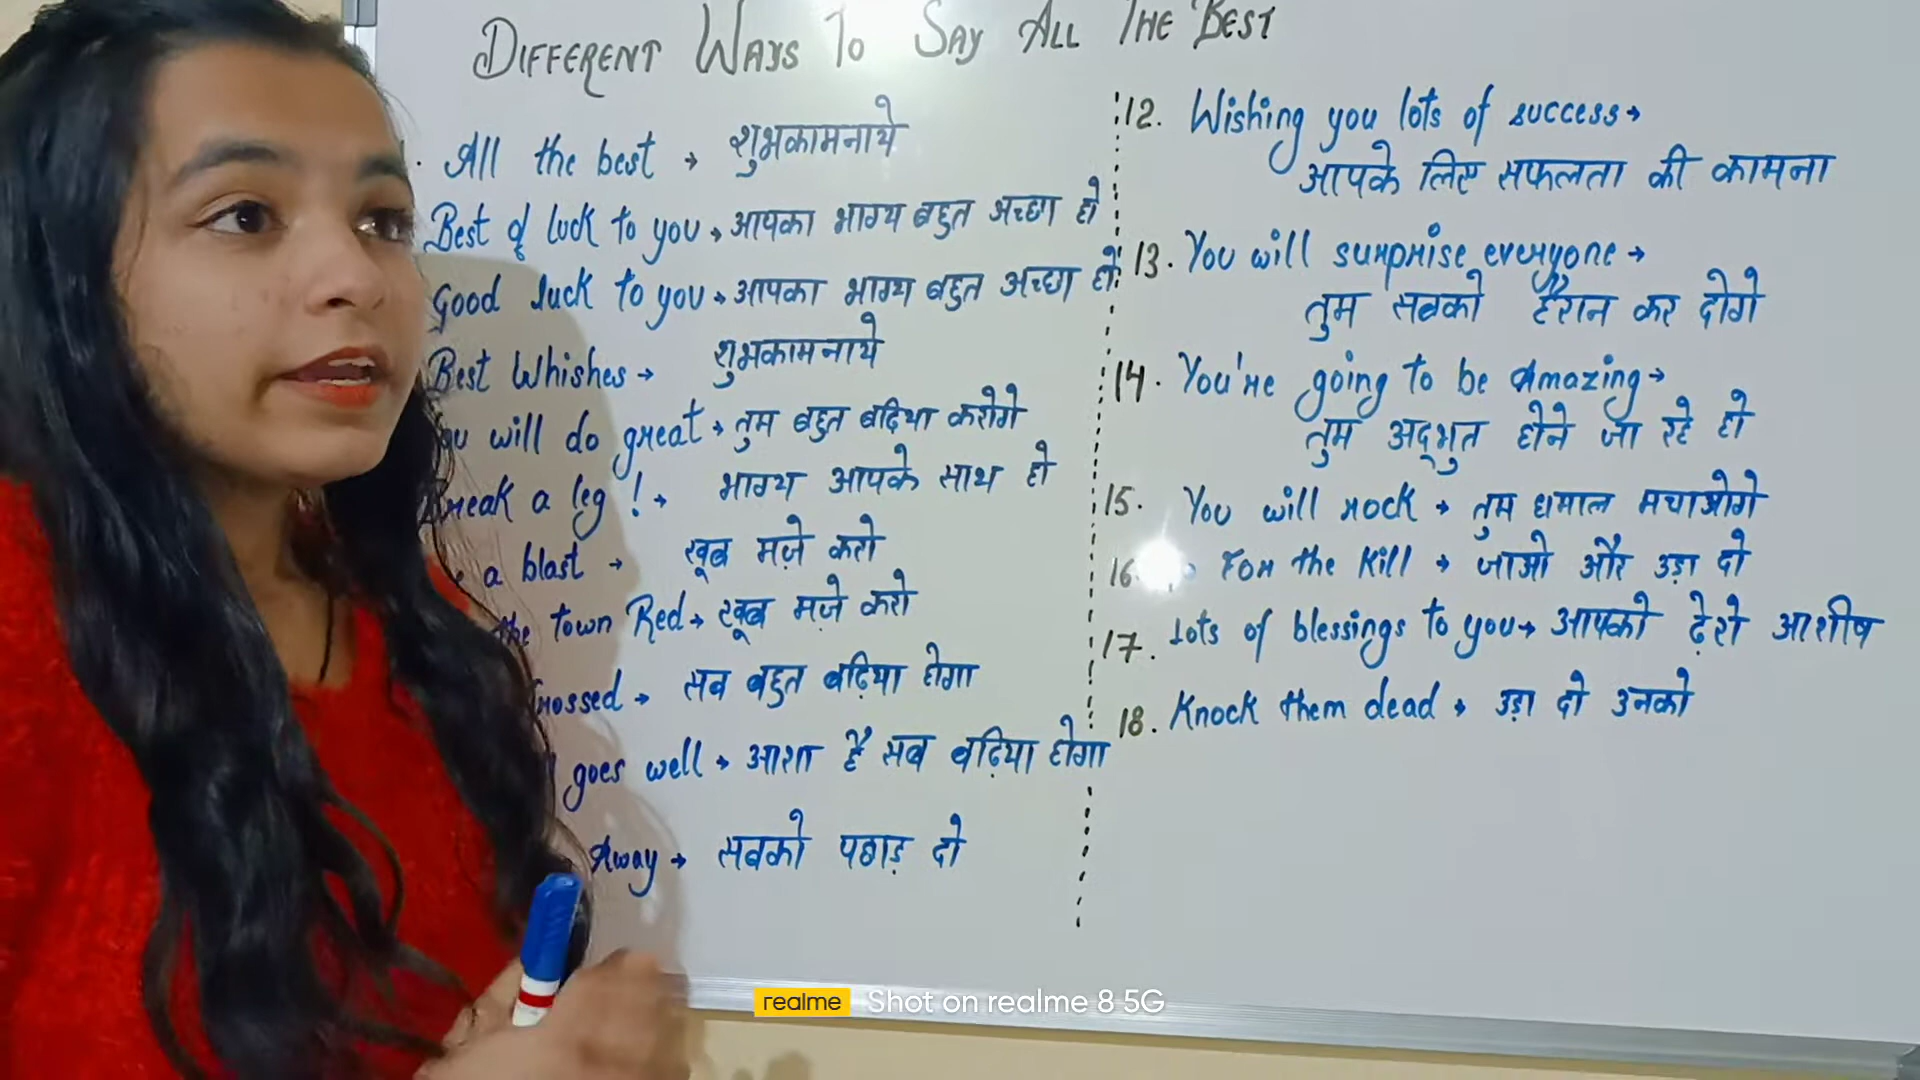 DIFFERENT WAYS TO SAY ALL THE BEST
All the best → शुभकामनाये
Best of luck to you → आपका भाग्य बहुत अच्छा हो
Good luck to you → आपका भाग्य बहुत अच्छा हो
Best Whishes → शुभकामनाये
will do great → तुम बहुत बढ़िया करोगे
Break a leg ! → भाग्य आपके साथ हो
a blast → खूब मज़े करो
the town Red → खूब मज़े करो
crossed → सब बहुत बढ़िया होगा
goes well → आशा है सब बढ़िया होगा
Away → सबको पछाड़ दो
12. Wishing you lots of success →
आपके लिए सफलता की कामना
13. You will surprise everyone →
तुम सबको हैरान कर दोगे
14. You're going to be Amazing →
तुम अद्भुत होने जा रहे हो
15. You will rock → तुम धमाल मचाओगे
16. For the Kill → जाओ और उड़ा दो
17. Lots of blessings to you → आपको ढ़ेरो आशीष
18. Knock them dead → उड़ा दो उनको
realme Shot on realme 8 5G